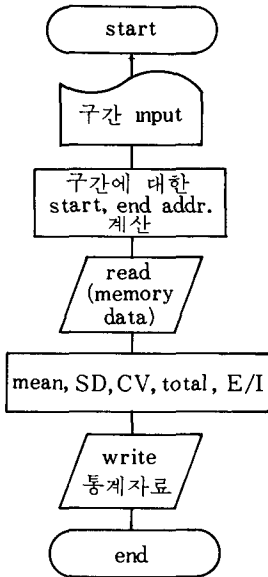 start
구간 input
구간에 대한
start, end addr.
계산
read
(memory
data)
mean, SD, CV, total, E/I
write
통계자료
end